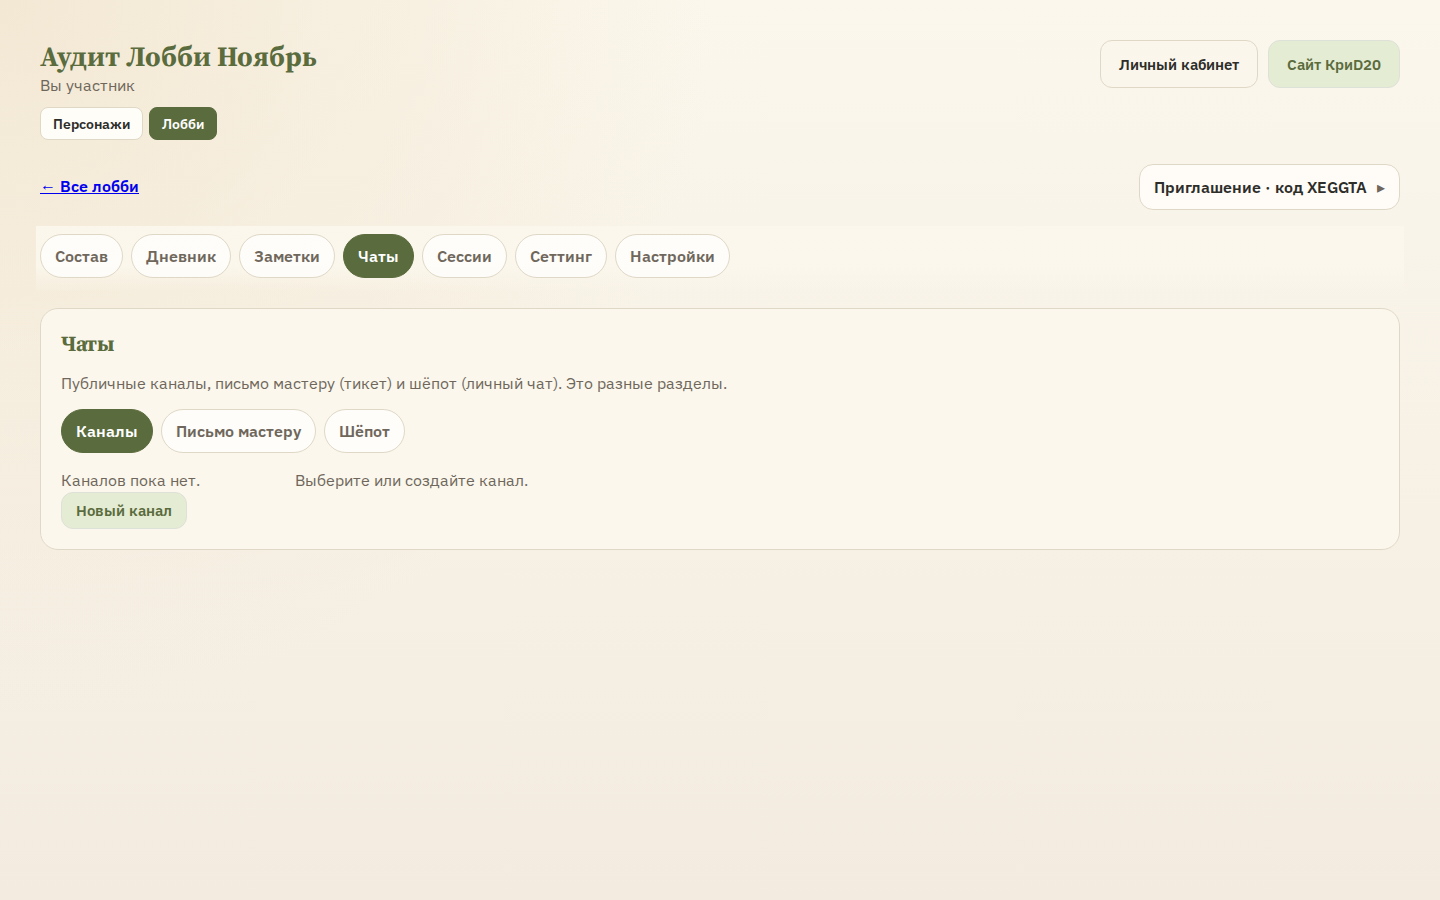 Аудит Лобби Ноябрь
Вы участник
Персонажи Лобби
Личный кабинет Сайт КриD20
← Все лобби
Приглашение · код XEGGTA ▸
Состав Дневник Заметки Чаты Сессии Сеттинг Настройки
Чаты
Публичные каналы, письмо мастеру (тикет) и шёпот (личный чат). Это разные разделы.
Каналы Письмо мастеру Шёпот
Каналов пока нет.
Новый канал
Выберите или создайте канал.